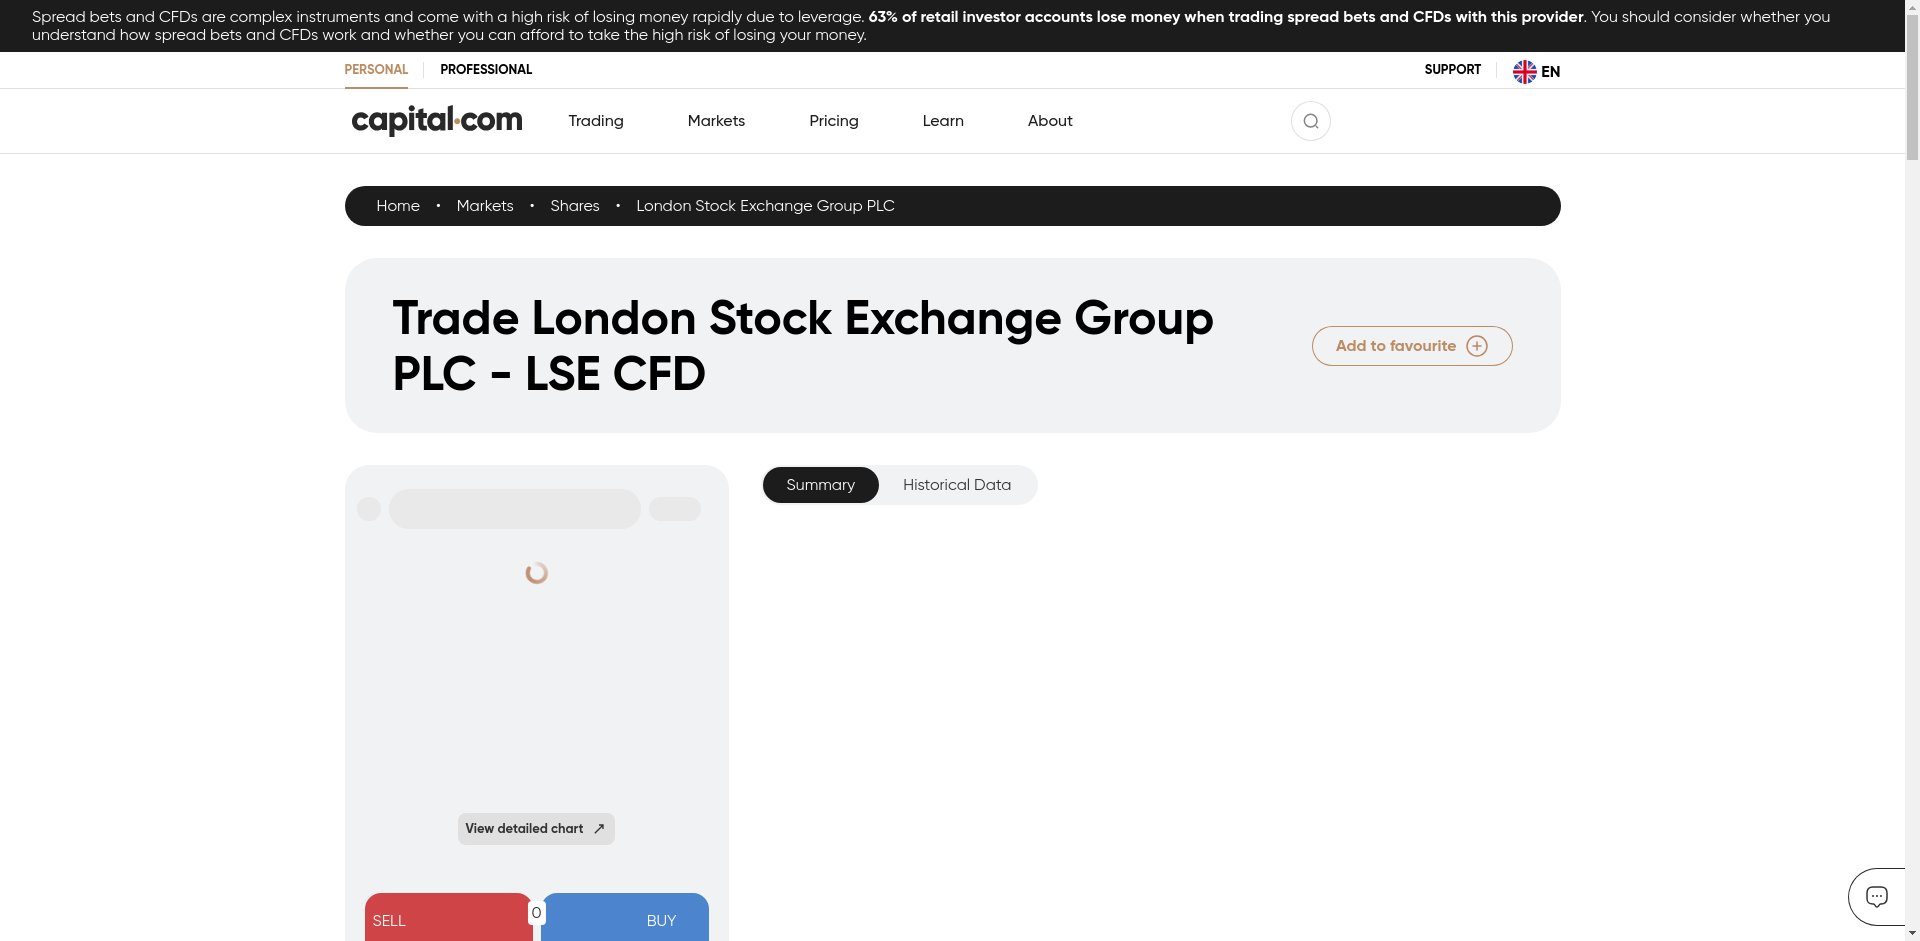 Spread bets and CFDs are complex instruments and come with a high risk of losing money rapidly due to leverage. 63% of retail investor accounts lose money when trading spread bets and CFDs with this provider. You should consider whether you
understand how spread bets and CFDs work and whether you can afford to take the high risk of losing your money.
PERSONAL PROFESSIONAL SUPPORT EN
capital.com Trading Markets Pricing Learn About
Home • Markets • Shares • London Stock Exchange Group PLC
Trade London Stock Exchange Group
PLC - LSE CFD
Add to favourite
Summary Historical Data
View detailed chart ↗
SELL 0 BUY